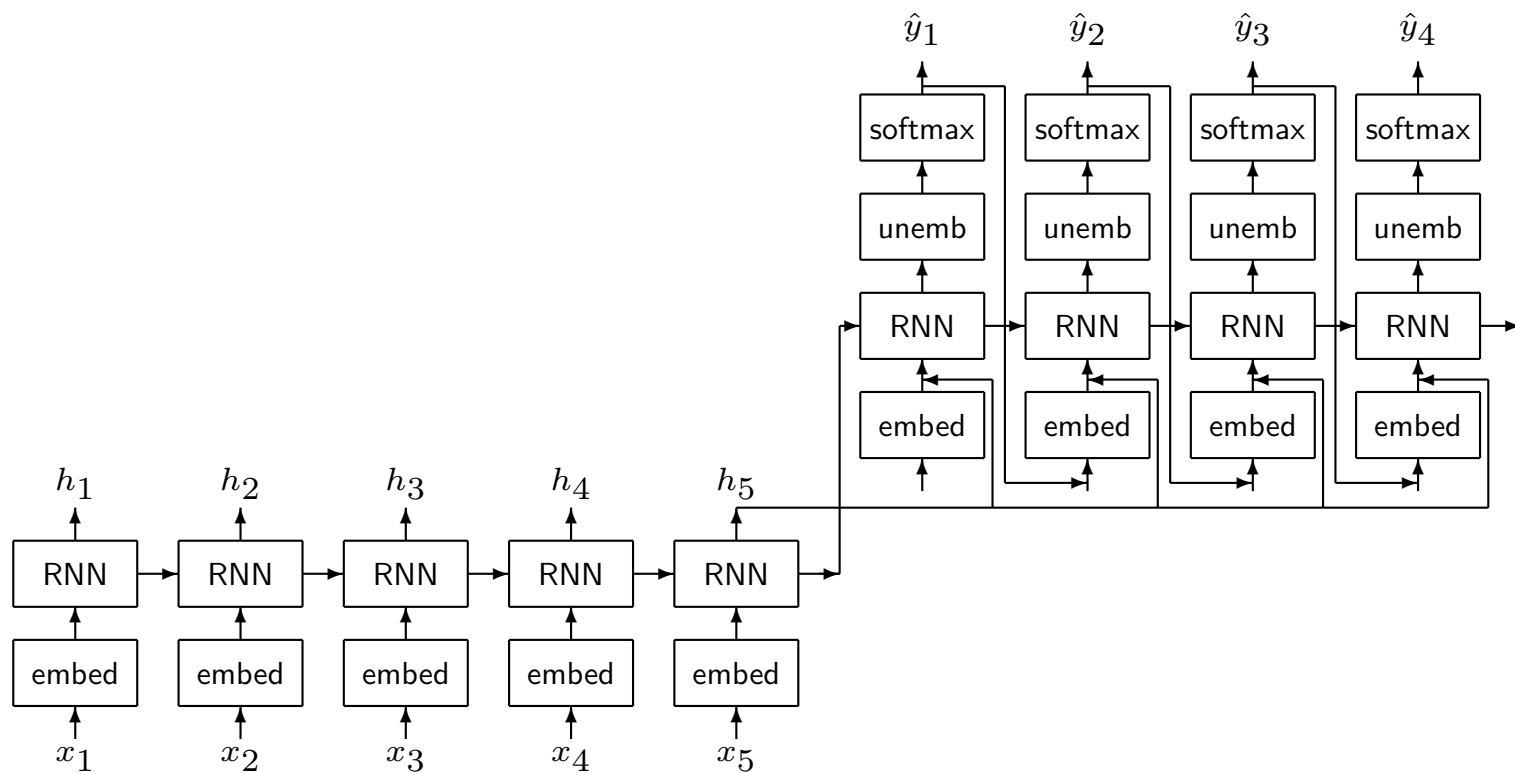 ŷ1 ŷ2 ŷ3 ŷ4
softmax softmax softmax softmax
unemb unemb unemb unemb
RNN RNN RNN RNN
embed embed embed embed
h1 h2 h3 h4 h5
RNN RNN RNN RNN RNN
embed embed embed embed embed
x1 x2 x3 x4 x5